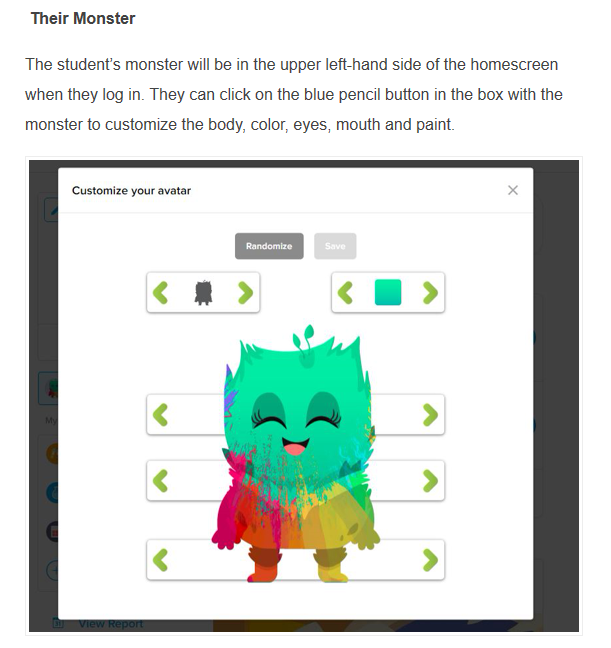 Their Monster
The student’s monster will be in the upper left-hand side of the homescreen
when they log in. They can click on the blue pencil button in the box with the
monster to customize the body, color, eyes, mouth and paint.
Customize your avatar
Randomize
Save
My
View Report